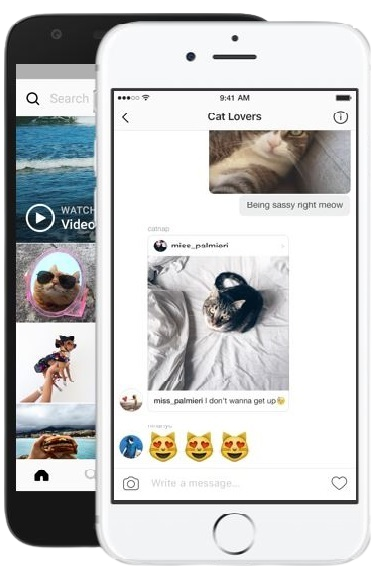 Search
WATCH
Video
9:41 AM
Cat Lovers
Being sassy right meow
catnap
miss_palmieri
miss_palmieri I don't wanna get up
Write a message...